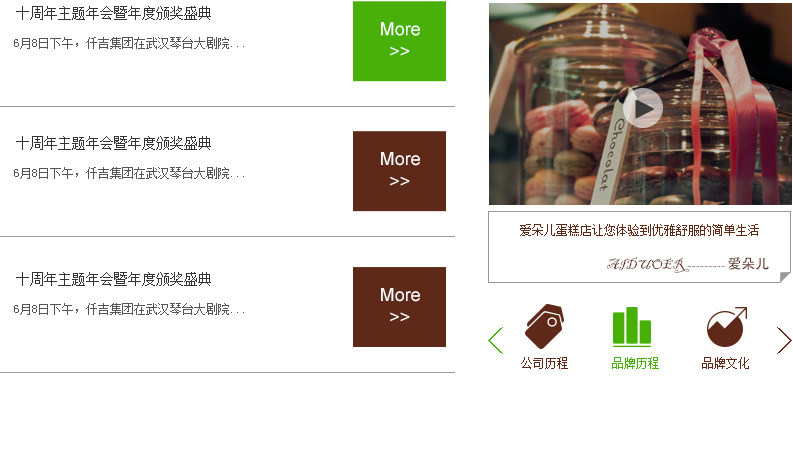 十周年主题年会暨年度颁奖盛典
6月8日下午，仟吉集团在武汉琴台大剧院...
More
>>
十周年主题年会暨年度颁奖盛典
6月8日下午，仟吉集团在武汉琴台大剧院...
More
>>
十周年主题年会暨年度颁奖盛典
6月8日下午，仟吉集团在武汉琴台大剧院...
More
>>
Chocolat
爱朵儿蛋糕店让您体验到优雅舒服的简单生活
AIDUOER----------爱朵儿
公司历程
品牌历程
品牌文化